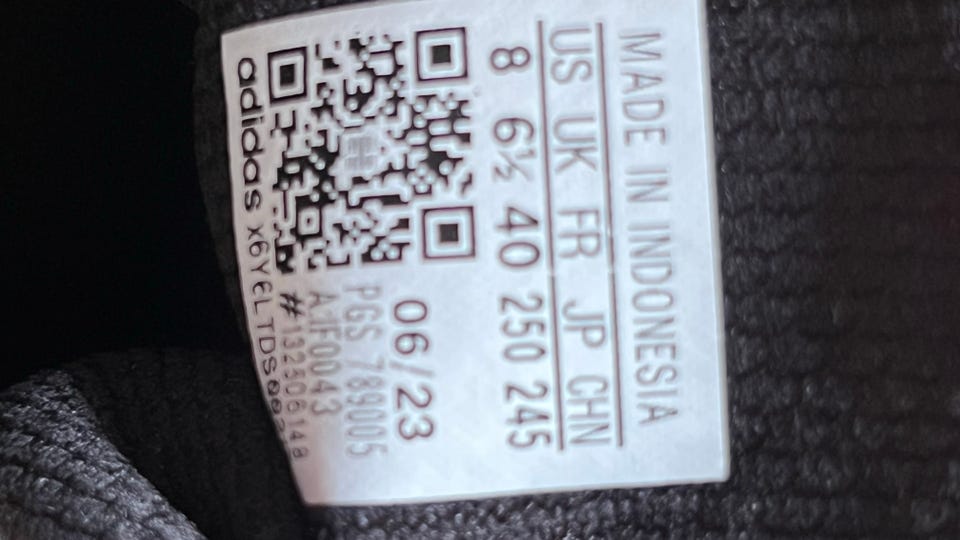 MADE IN INDONESIA
US UK FR JP CHN
8 6½ 40 250 245
06/23
PGS 789005
#132506148
adidas X6YEL